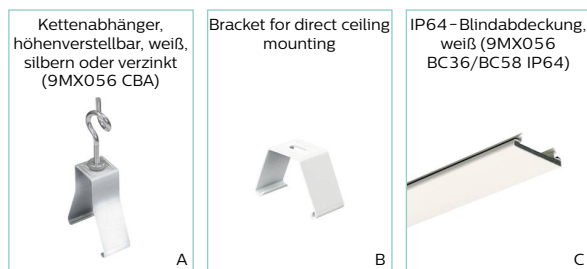 Kettenabhänger,
höhenverstellbar, weiß,
silbern oder verzinkt
(9MX056 CBA)
A
Bracket for direct ceiling
mounting
B
IP64-Blindabdeckung,
weiß (9MX056
BC36/BC58 IP64)
C